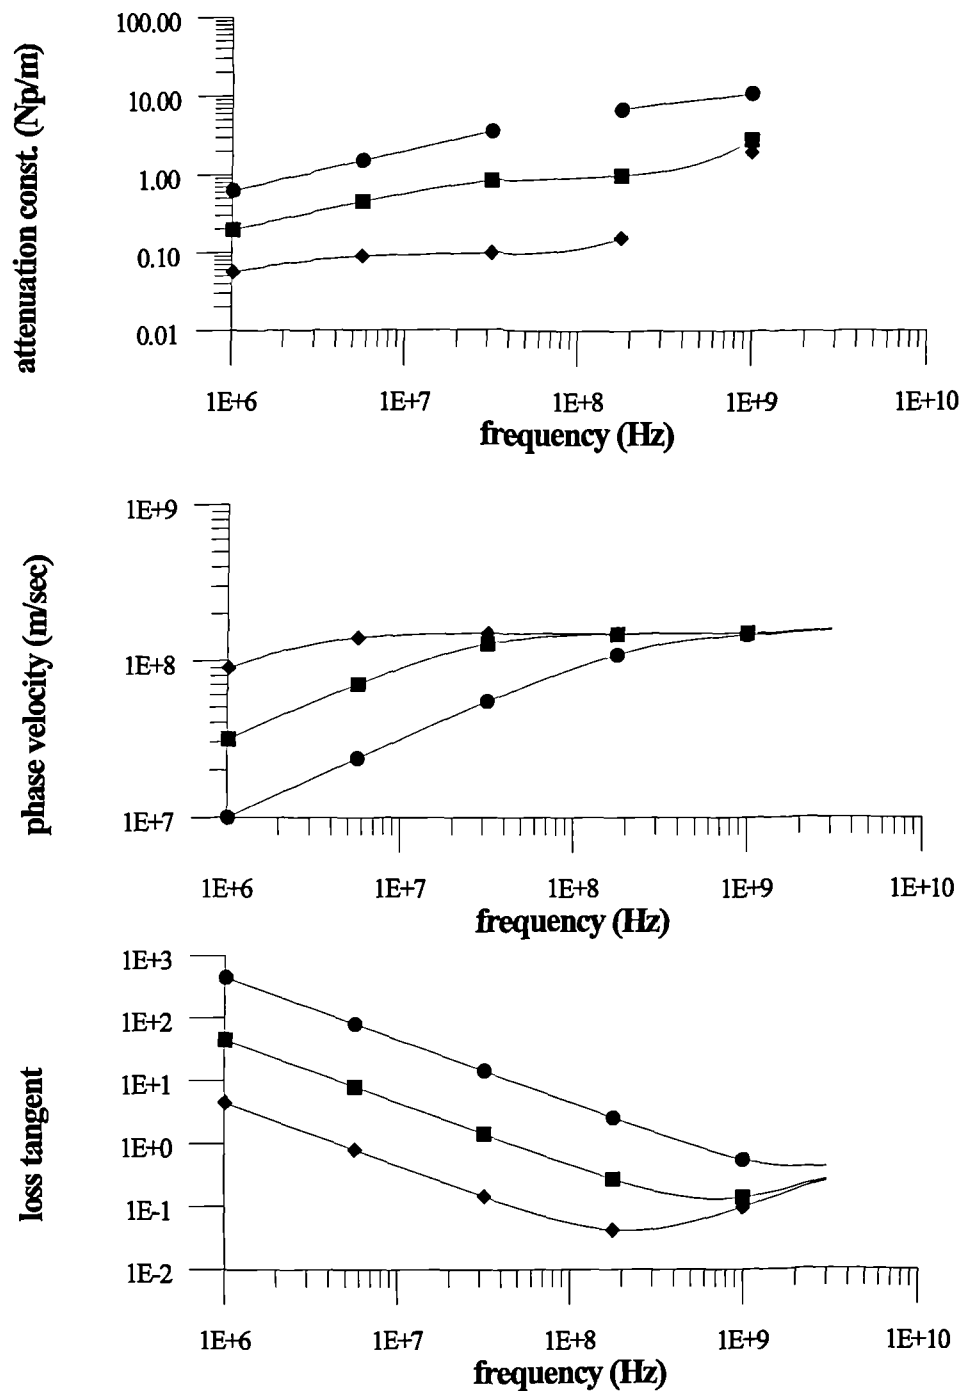 100.00
10.00
1.00
0.10
0.01
attenuation const. (Np/m)
1E+6 1E+7 1E+8 1E+9 1E+10
frequency (Hz)
1E+9
1E+8
1E+7
phase velocity (m/sec)
1E+6 1E+7 1E+8 1E+9 1E+10
frequency (Hz)
1E+3
1E+2
1E+1
1E+0
1E-1
1E-2
loss tangent
1E+6 1E+7 1E+8 1E+9 1E+10
frequency (Hz)